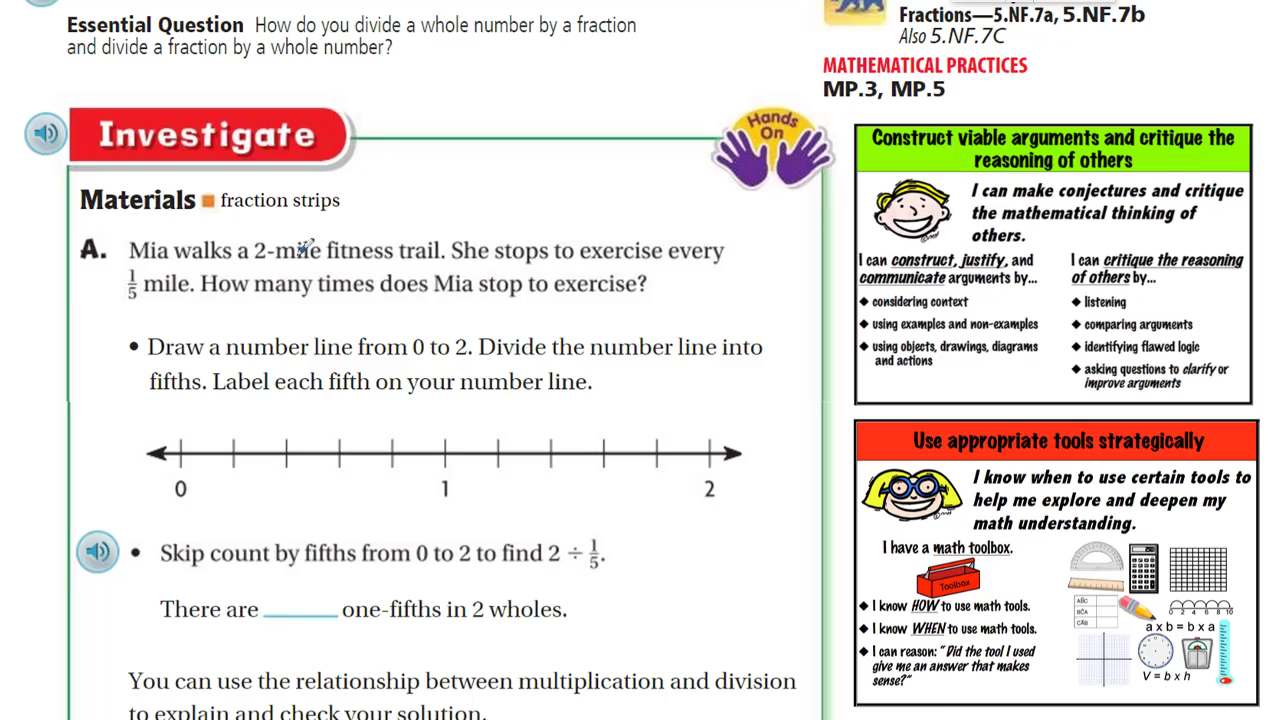 Essential Question How do you divide a whole number by a fraction
and divide a fraction by a whole number?
Fractions—5.NF.7a, 5.NF.7b
Also 5.NF.7C
MATHEMATICAL PRACTICES
MP.3, MP.5
Investigate
Hands
On
Materials ■ fraction strips
A. Mia walks a 2-mile fitness trail. She stops to exercise every
1/5 mile. How many times does Mia stop to exercise?
• Draw a number line from 0 to 2. Divide the number line into
fifths. Label each fifth on your number line.
0 1 2
• Skip count by fifths from 0 to 2 to find 2 ÷ 1/5.
There are ______ one-fifths in 2 wholes.
You can use the relationship between multiplication and division
to explain and check your solution.
Construct viable arguments and critique the
reasoning of others
I can make conjectures and critique
the mathematical thinking of
others.
I can construct, justify, and
communicate arguments by...
◆ considering context
◆ using examples and non-examples
◆ using objects, drawings, diagrams
and actions
I can critique the reasoning
of others by...
◆ listening
◆ comparing arguments
◆ identifying flawed logic
◆ asking questions to clarify or
improve arguments
Use appropriate tools strategically
I know when to use certain tools to
help me explore and deepen my
math understanding.
I have a math toolbox.
Toolbox
◆ I know HOW to use math tools.
◆ I know WHEN to use math tools.
◆ I can reason: "Did the tool I used
give me an answer that makes
sense?"
0 2 4 6 8 10
a x b = b x a
V = b x h